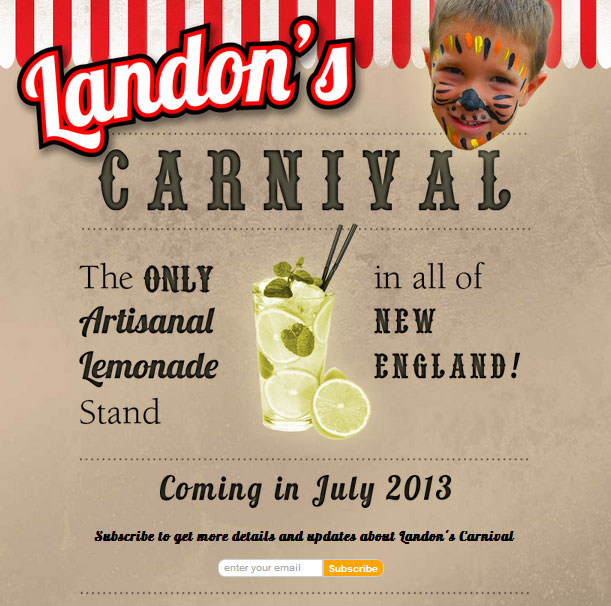 Landon's
CARNIVAL
The ONLY
Artisanal
Lemonade
Stand
in all of
NEW
ENGLAND!
Coming in July 2013
Subscribe to get more details and updates about Landon's Carnival
enter your email
Subscribe